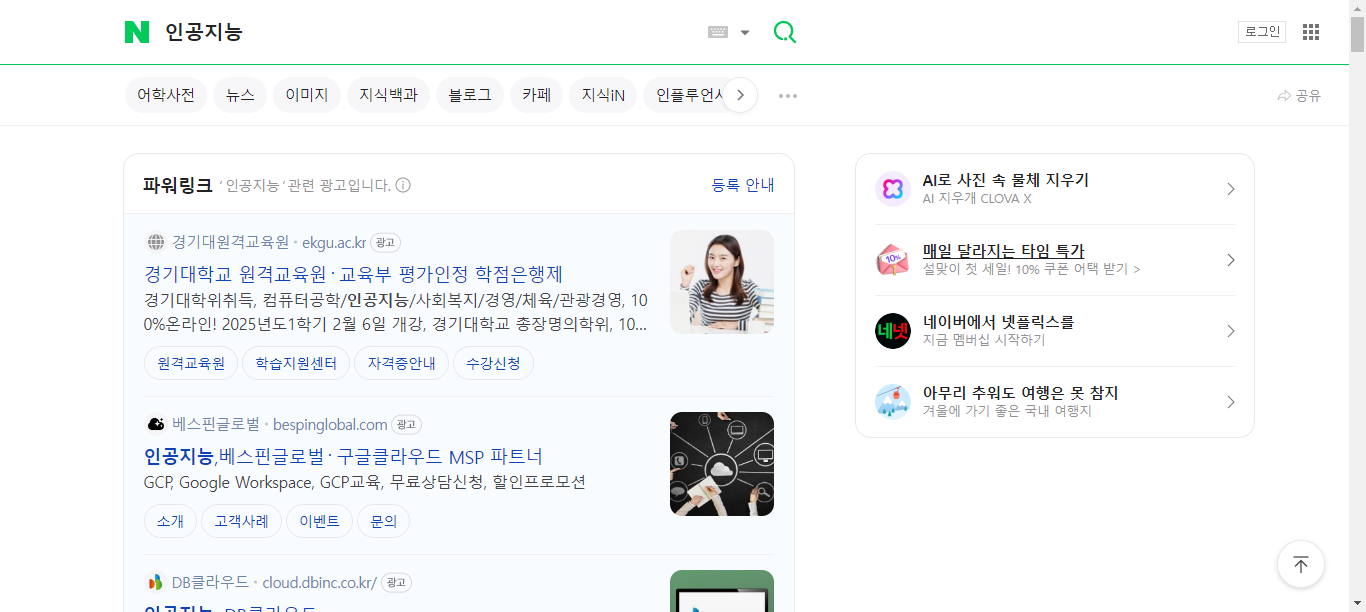 인공지능
로그인
어학사전 뉴스 이미지 지식백과 블로그 카페 지식iN 인플루언서
공유
파워링크 '인공지능' 관련 광고입니다. 등록 안내
경기대원격교육원 · ekgu.ac.kr 광고
경기대학교 원격교육원 · 교육부 평가인정 학점은행제
경기대학위취득, 컴퓨터공학/인공지능/사회복지/경영/체육/관광경영, 10
0%온라인! 2025년도1학기 2월 6일 개강, 경기대학교 총장명의학위, 10...
원격교육원 학습지원센터 자격증안내 수강신청
베스핀글로벌 · bespinglobal.com 광고
인공지능,베스핀글로벌 · 구글클라우드 MSP 파트너
GCP, Google Workspace, GCP교육, 무료상담신청, 할인프로모션
소개 고객사례 이벤트 문의
DB클라우드 · cloud.dbinc.co.kr/ 광고
인공지능, DB클라우드
AI로 사진 속 물체 지우기
AI 지우개 CLOVA X
10%
매일 달라지는 타임 특가
설맞이 첫 세일! 10% 쿠폰 어택 받기 >
네넷
네이버에서 넷플릭스를
지금 멤버십 시작하기
아무리 추워도 여행은 못 참지
겨울에 가기 좋은 국내 여행지